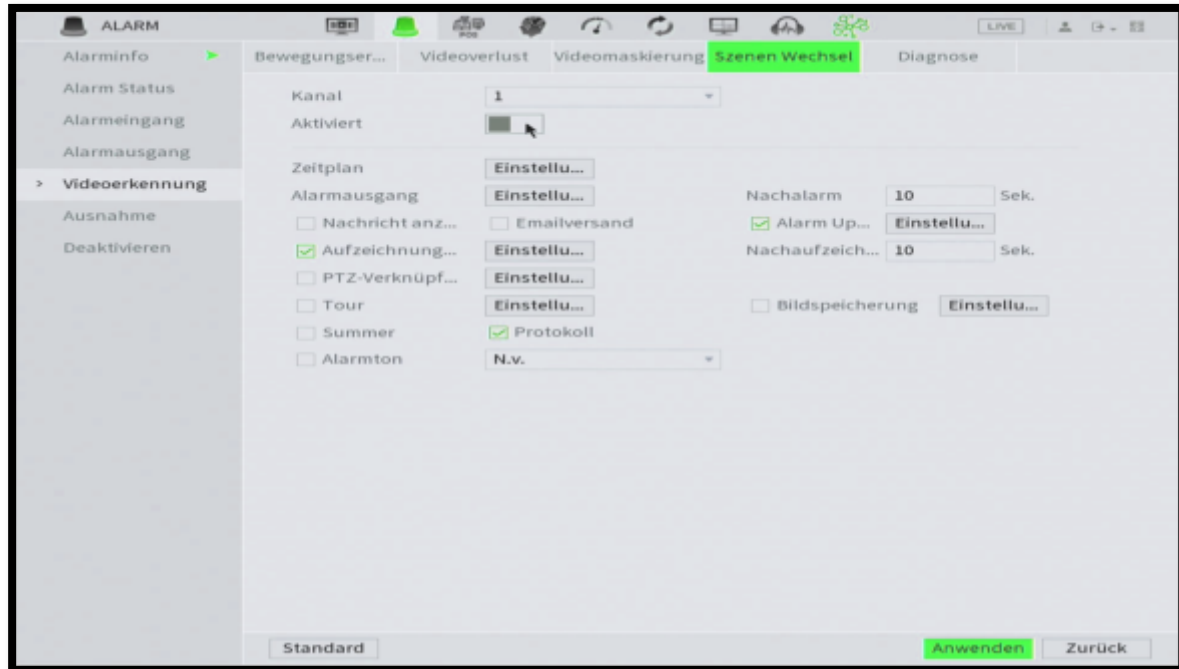 ALARM
POS
LIVE
Alarminfo
Bewegungser...
Videoverlust
Videomaskierung
Szenen Wechsel
Diagnose
Alarm Status
Alarmeingang
Alarmausgang
Videoerkennung
Ausnahme
Deaktivieren
Kanal 1
Aktiviert
Zeitplan Einstellu...
Alarmausgang Einstellu... Nachalarm 10 Sek.
Nachricht anz... Emailversand Alarm Up... Einstellu...
Aufzeichnung... Einstellu... Nachaufzeich... 10 Sek.
PTZ-Verknüpf... Einstellu...
Tour Einstellu... Bildspeicherung Einstellu...
Summer Protokoll
Alarmton N.v.
Standard Anwenden Zurück